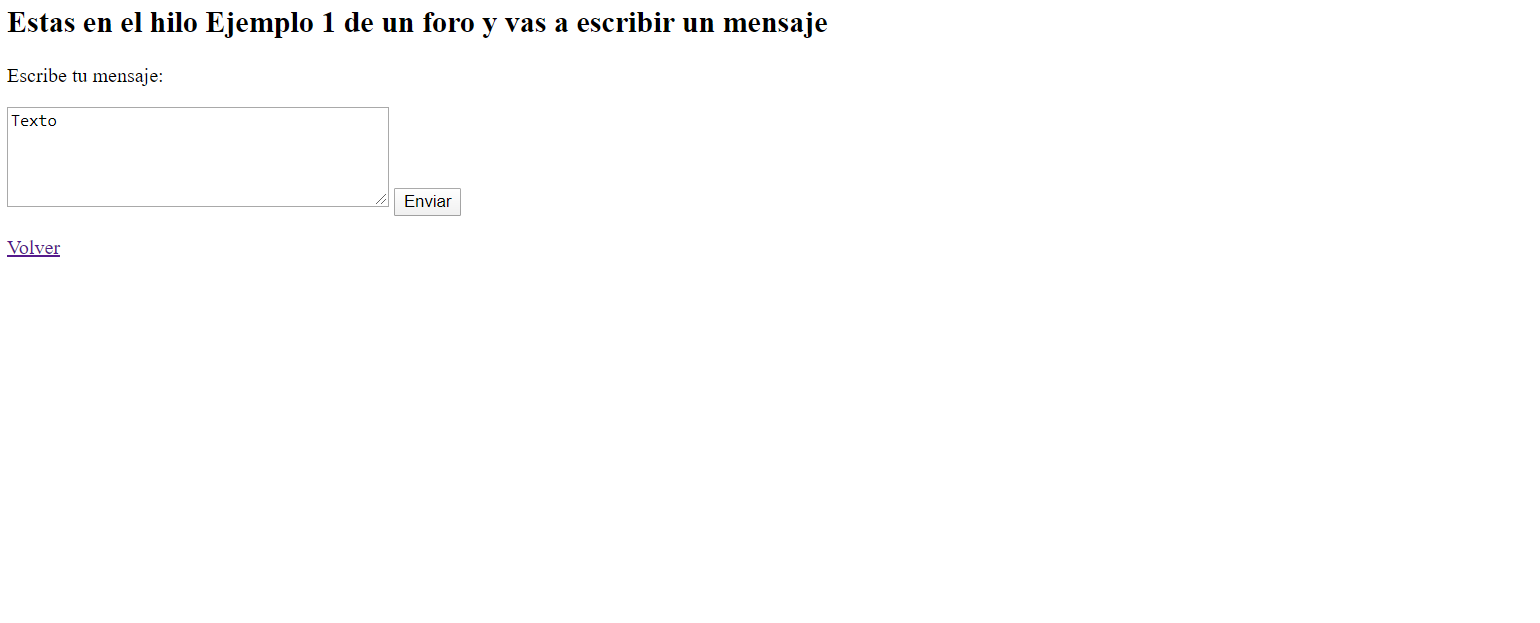 Estas en el hilo Ejemplo 1 de un foro y vas a escribir un mensaje
Escribe tu mensaje:
Texto
Enviar
Volver